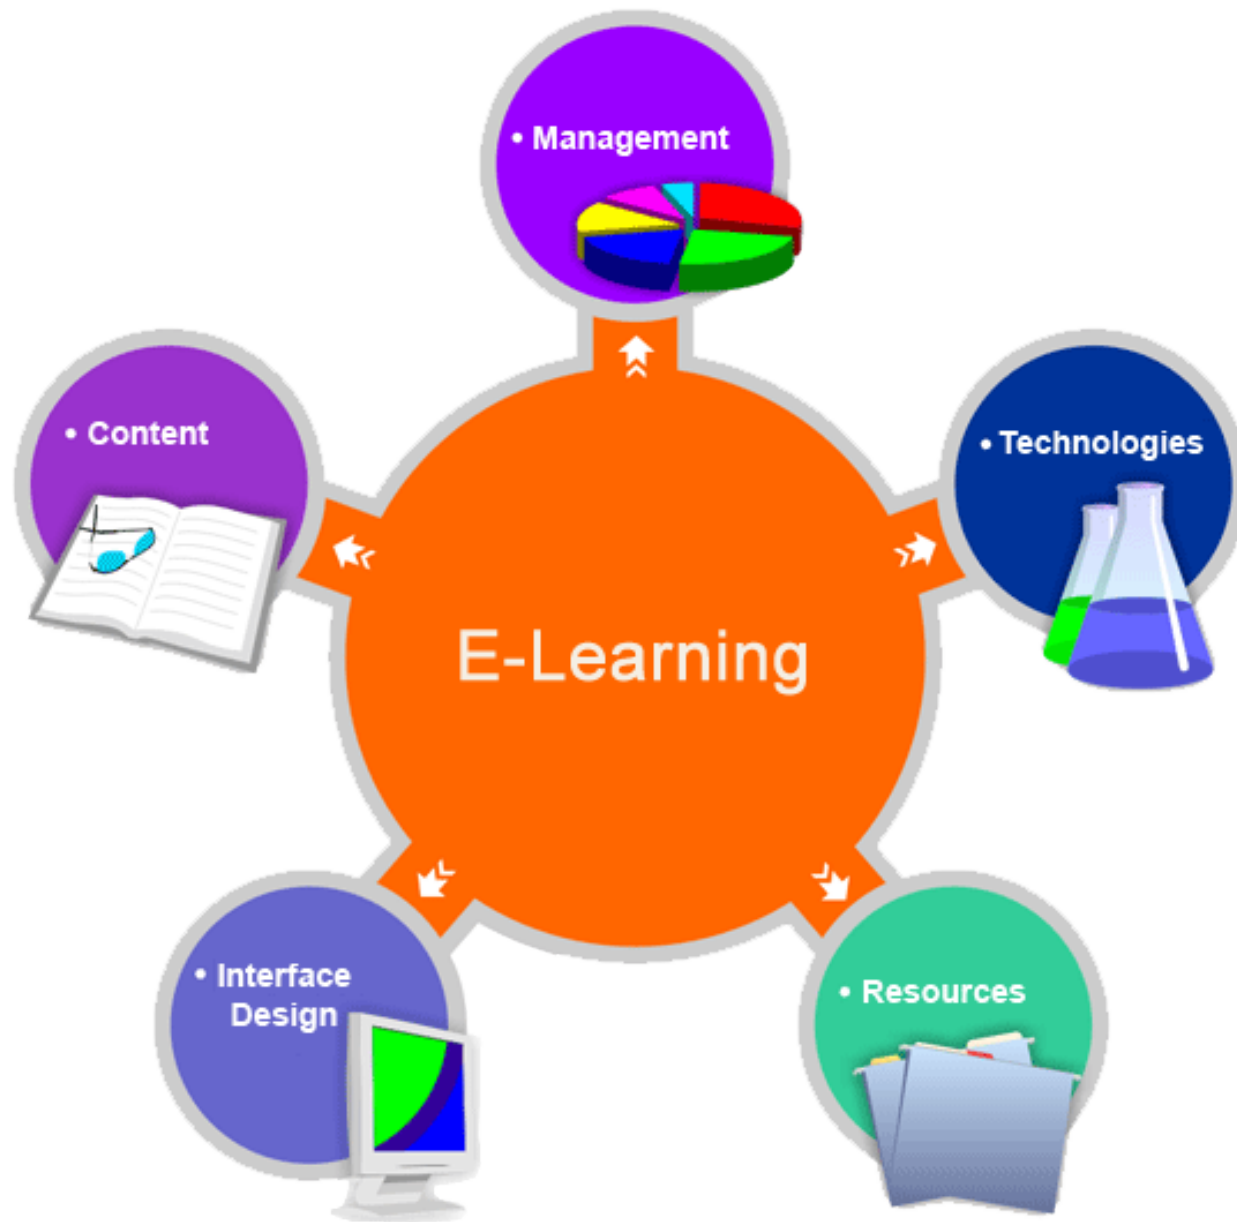 • Management
• Content
• Technologies
E-Learning
• Interface
Design
• Resources